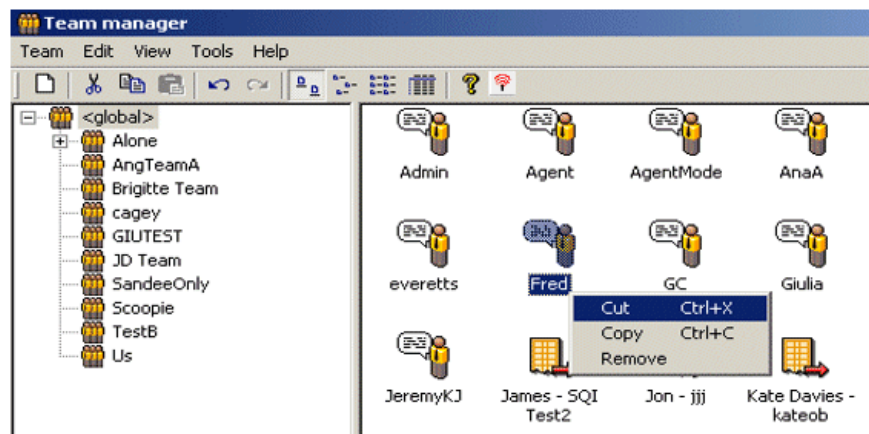 Team manager
Team Edit View Tools Help
<global>
Alone
AngTeamA
Brigitte Team
cagey
GIUTEST
JD Team
SandeeOnly
Scoopie
TestB
Us
Admin Agent AgentMode AnaA
everetts Fred GC Giulia
Cut Ctrl+X
Copy Ctrl+C
Remove
JeremyKJ James - SQI Jon - jjj Kate Davies -
Test2 kateob